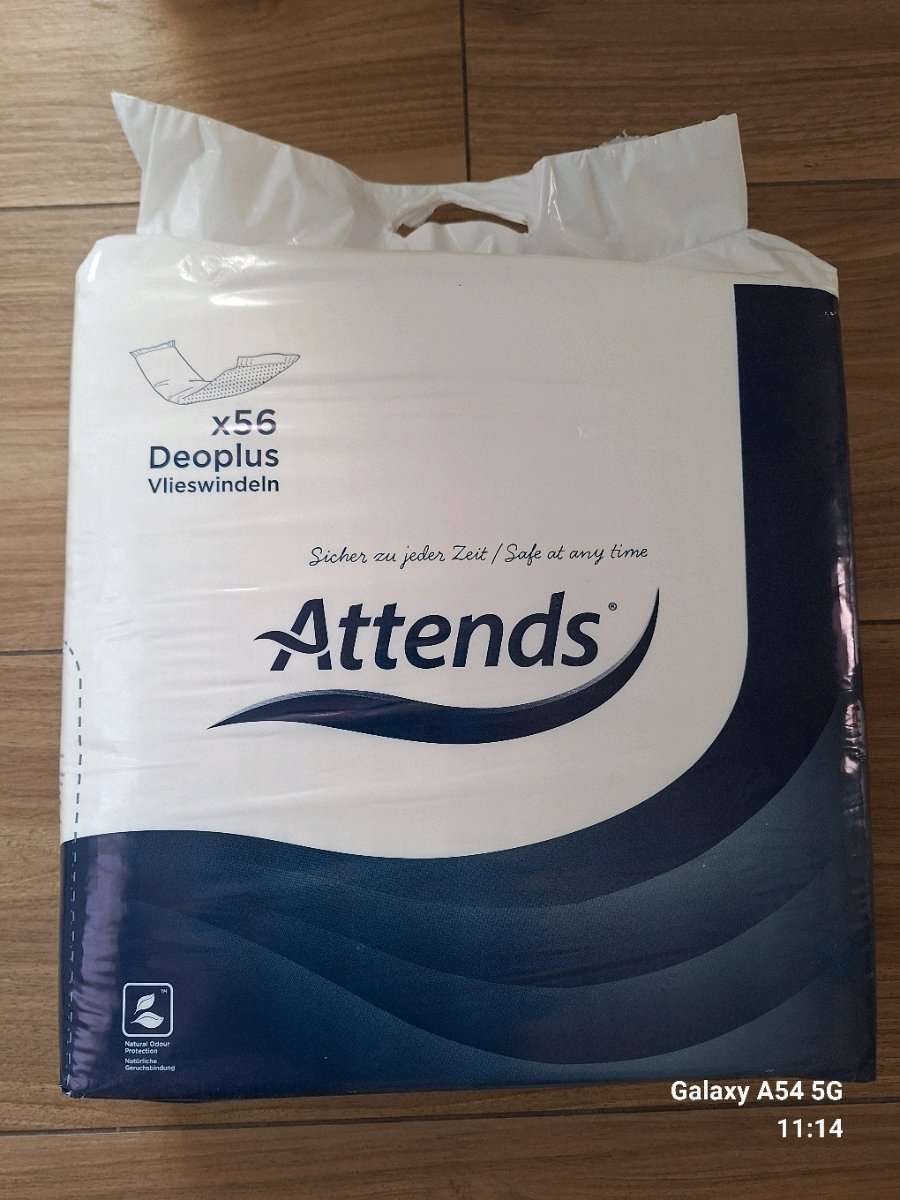 x56
Deoplus
Vlieswindeln
Sicher zu jeder Zeit / Safe at any time
Attends®
™
Natural Odour
Protection
Natürliche
Geruchsbindung
Galaxy A54 5G
11:14